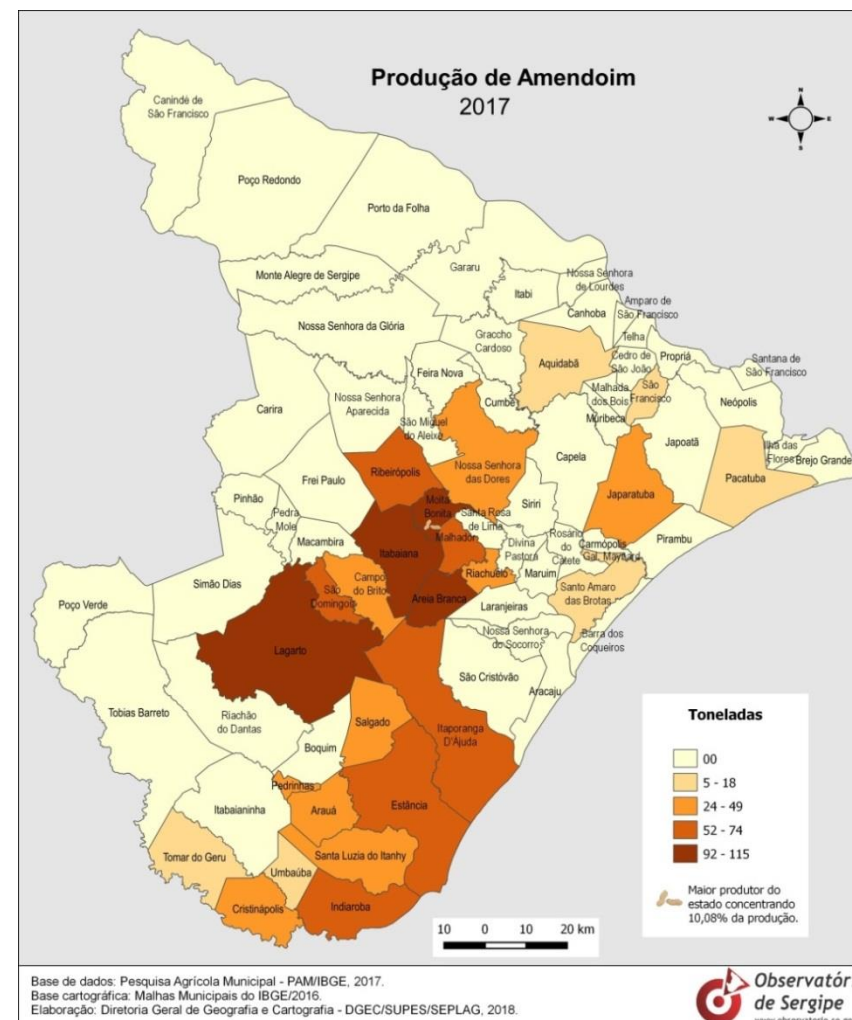 Produção de Amendoim
2017
N
W
E
S
Canindé de
São Francisco
Poço Redondo
Porto da Folha
Monte Alegre de Sergipe
Gararu
Nossa Senhora
de Lourdes
Itabi
Amparo de
São Francisco
Canhoba
Nossa Senhora da Glória
Graccho
Cardoso
Telha
Aquidabã
Cedro de
São João
Propriá
Santana de
São Francisco
Feira Nova
Nossa Senhora
Aparecida
Cumbe
Malhada
dos Bois
São
Francisco
Neópolis
Carira
São Miguel
do Aleixo
Muribeca
Japoatã
Ilha das
Flores
Brejo Grande
Ribeirópolis
Nossa Senhora
das Dores
Capela
Pacatuba
Frei Paulo
Japaratuba
Pinhão
Pedra
Mole
Moita
Bonita
Santa Rosa
de Lima
Siriri
Macambira
Malhador
Divina
Pastora
Rosário
do
Catete
Carmópolis
Gal. Maynard
Pirambu
Itabaiana
Simão Dias
São
Domingos
Campo
do Brito
Riachuelo
Maruim
Poço Verde
Areia Branca
Laranjeiras
Santo Amaro
das Brotas
Nossa Senhora
do Socorro
Barra dos
Coqueiros
Lagarto
São Cristóvão
Aracaju
Tobias Barreto
Riachão
do Dantas
Salgado
Itaporanga
D'Ajuda
Boquim
Pedrinhas
Estância
Itabaianinha
Arauá
Tomar do Geru
Umbaúba
Santa Luzia do Itanhy
Cristinápolis
Indiaroba
Toneladas
00
5 - 18
24 - 49
52 - 74
92 - 115
Maior produtor do
estado concentrando
10,08% da produção.
10 0 10 20 km
Base de dados: Pesquisa Agrícola Municipal - PAM/IBGE, 2017.
Base cartográfica: Malhas Municipais do IBGE/2016.
Elaboração: Diretoria Geral de Geografia e Cartografia - DGEC/SUPES/SEPLAG, 2018.
Observatóri
de Sergipe